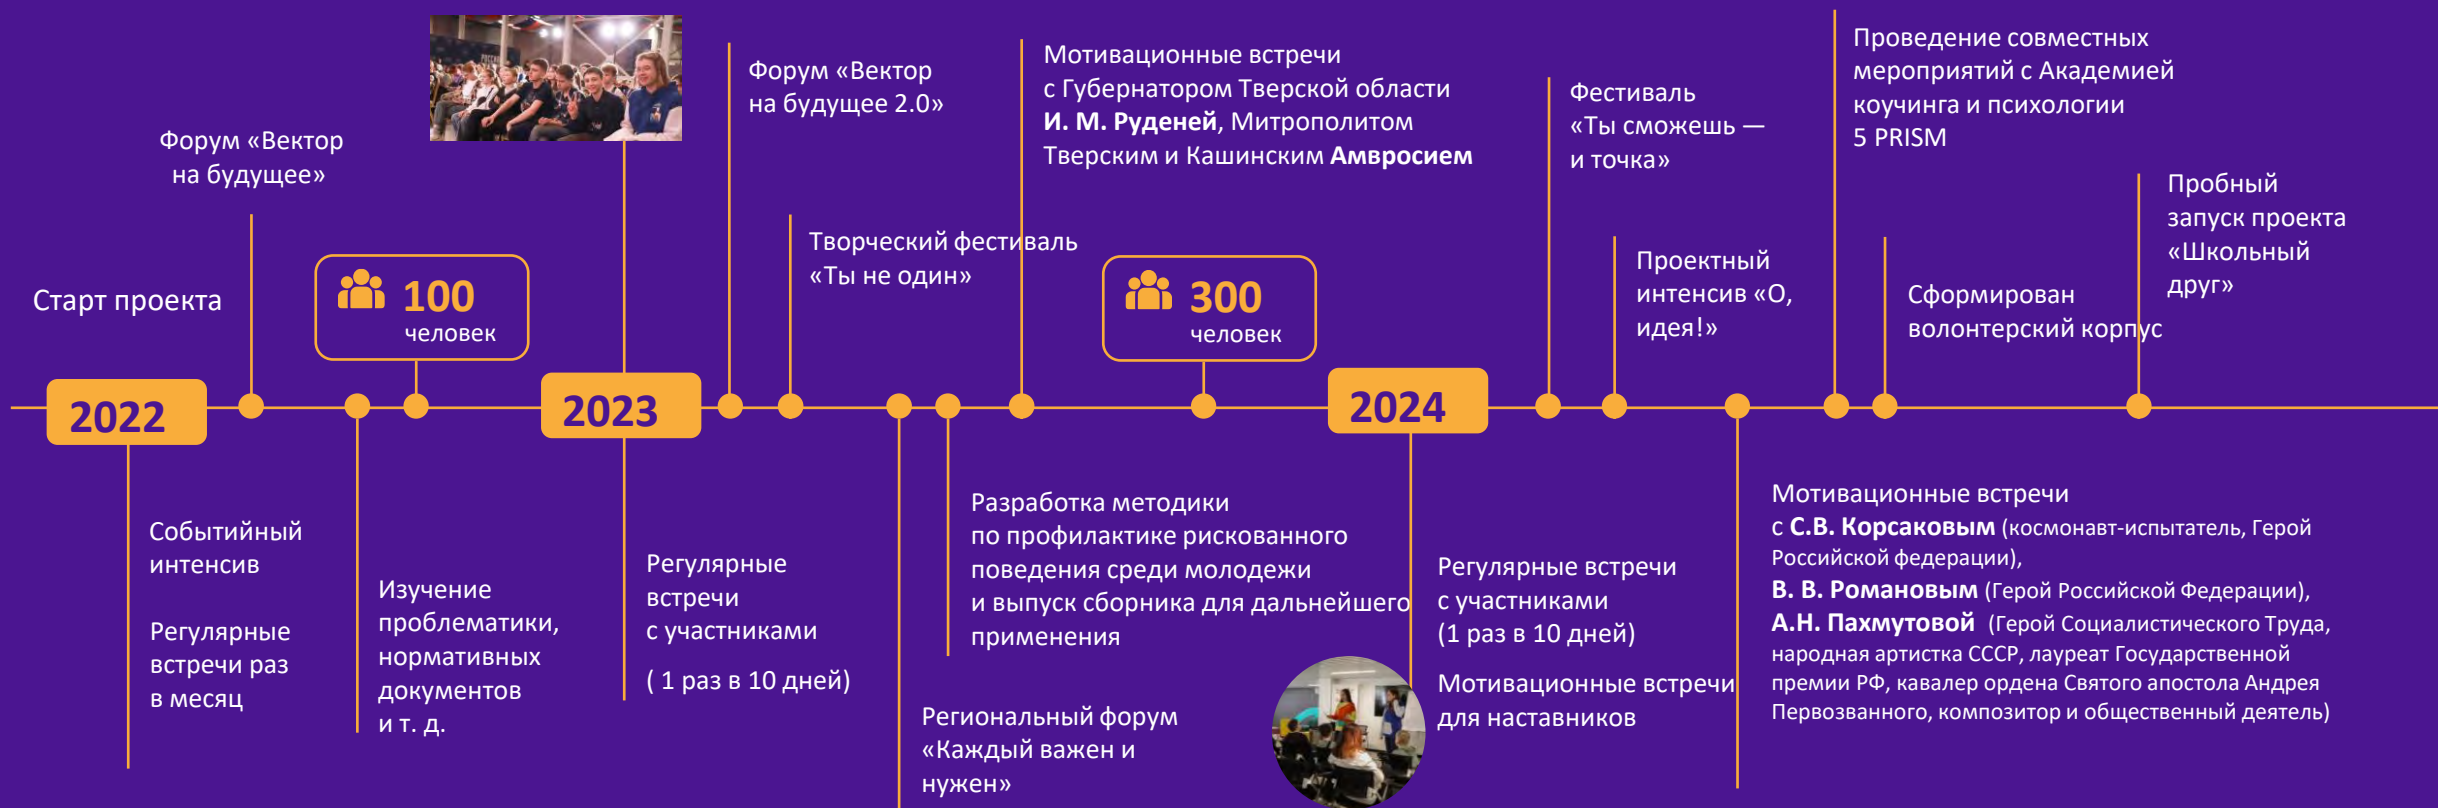 Старт проекта
2022
Событийный
интенсив
Регулярные
встречи раз
в месяц
Форум «Вектор
на будущее»
Изучение
проблематики,
нормативных
документов
и т. д.
100
человек
2023
Регулярные
встречи
с участниками
( 1 раз в 10 дней)
Форум «Вектор
на будущее 2.0»
Творческий фестиваль
«Ты не один»
Региональный форум
«Каждый важен и
нужен»
Разработка методики
по профилактике рискованного
поведения среди молодежи
и выпуск сборника для дальнейшего
применения
Мотивационные встречи
с Губернатором Тверской области
И. М. Руденей, Митрополитом
Тверским и Кашинским Амвросием
300
человек
2024
Регулярные встречи
с участниками
(1 раз в 10 дней)
Мотивационные встречи
для наставников
Фестиваль
«Ты сможешь —
и точка»
Проектный
интенсив «О,
идея!»
Мотивационные встречи
с С.В. Корсаковым (космонавт-испытатель, Герой
Российской федерации),
В. В. Романовым (Герой Российской Федерации),
А.Н. Пахмутовой (Герой Социалистического Труда,
народная артистка СССР, лауреат Государственной
премии РФ, кавалер ордена Святого апостола Андрея
Первозванного, композитор и общественный деятель)
Проведение совместных
мероприятий с Академией
коучинга и психологии
5 PRISM
Сформирован
волонтерский корпус
Пробный
запуск проекта
«Школьный
друг»